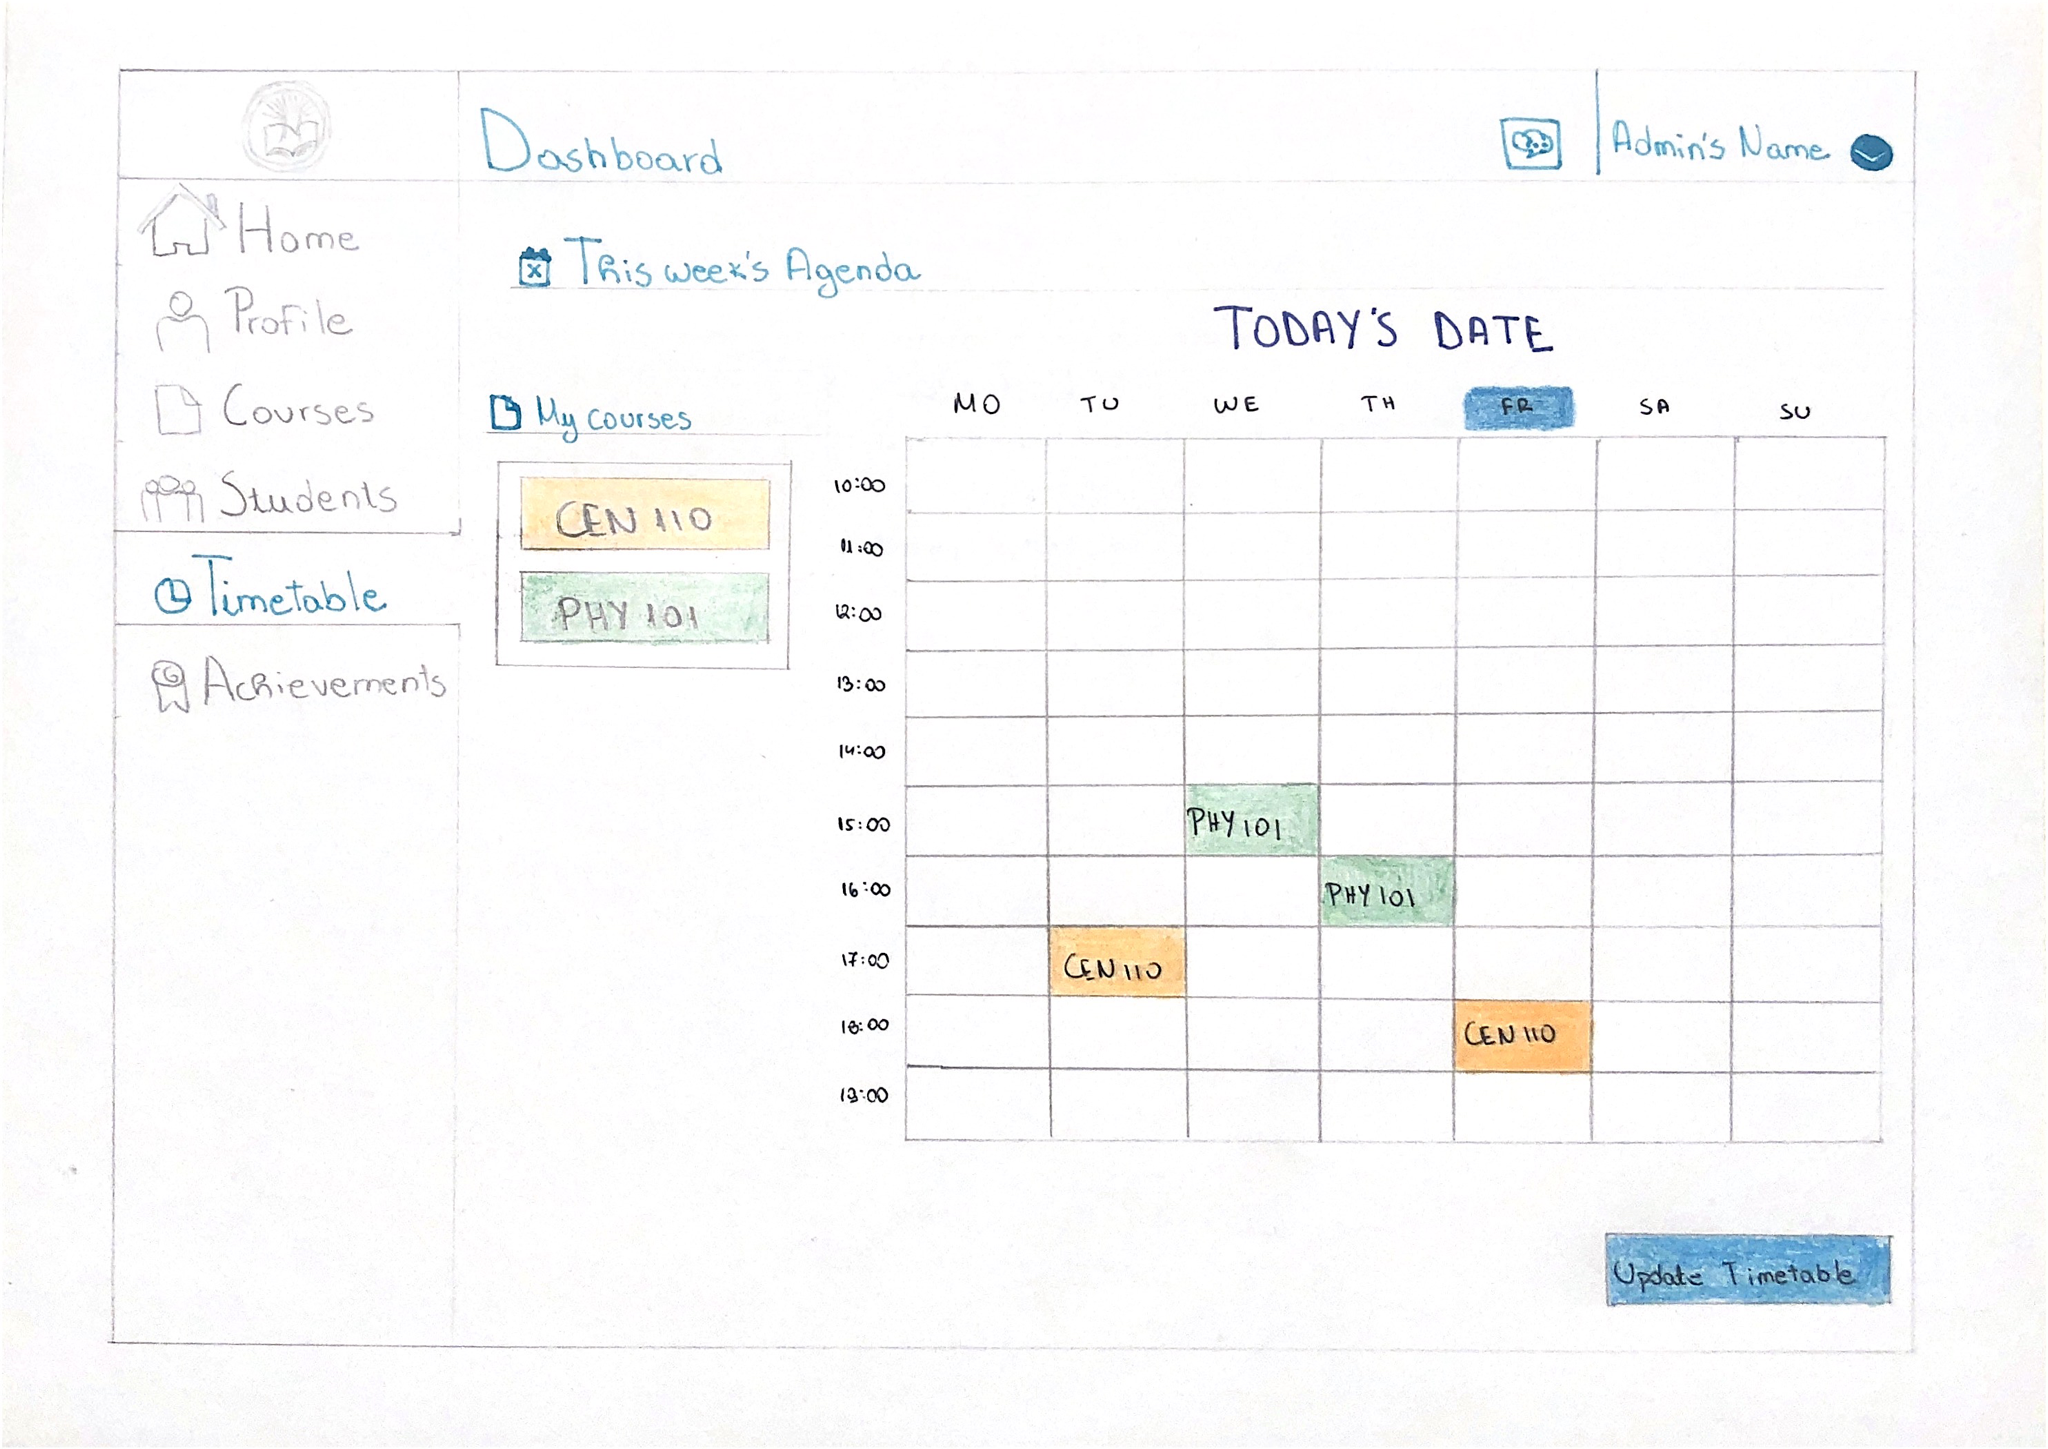 Dashboard
Admin's Name
Home
Profile
Courses
Students
Timetable
Achievements
This week's Agenda
TODAY'S DATE
My courses
CEN 110
PHY 101
MO TU WE TH FR SA SU
10:00
11:00
12:00
13:00
14:00
15:00 PHY 101
16:00 PHY 101
17:00 CEN 110
18:00 CEN 110
19:00
Update Timetable